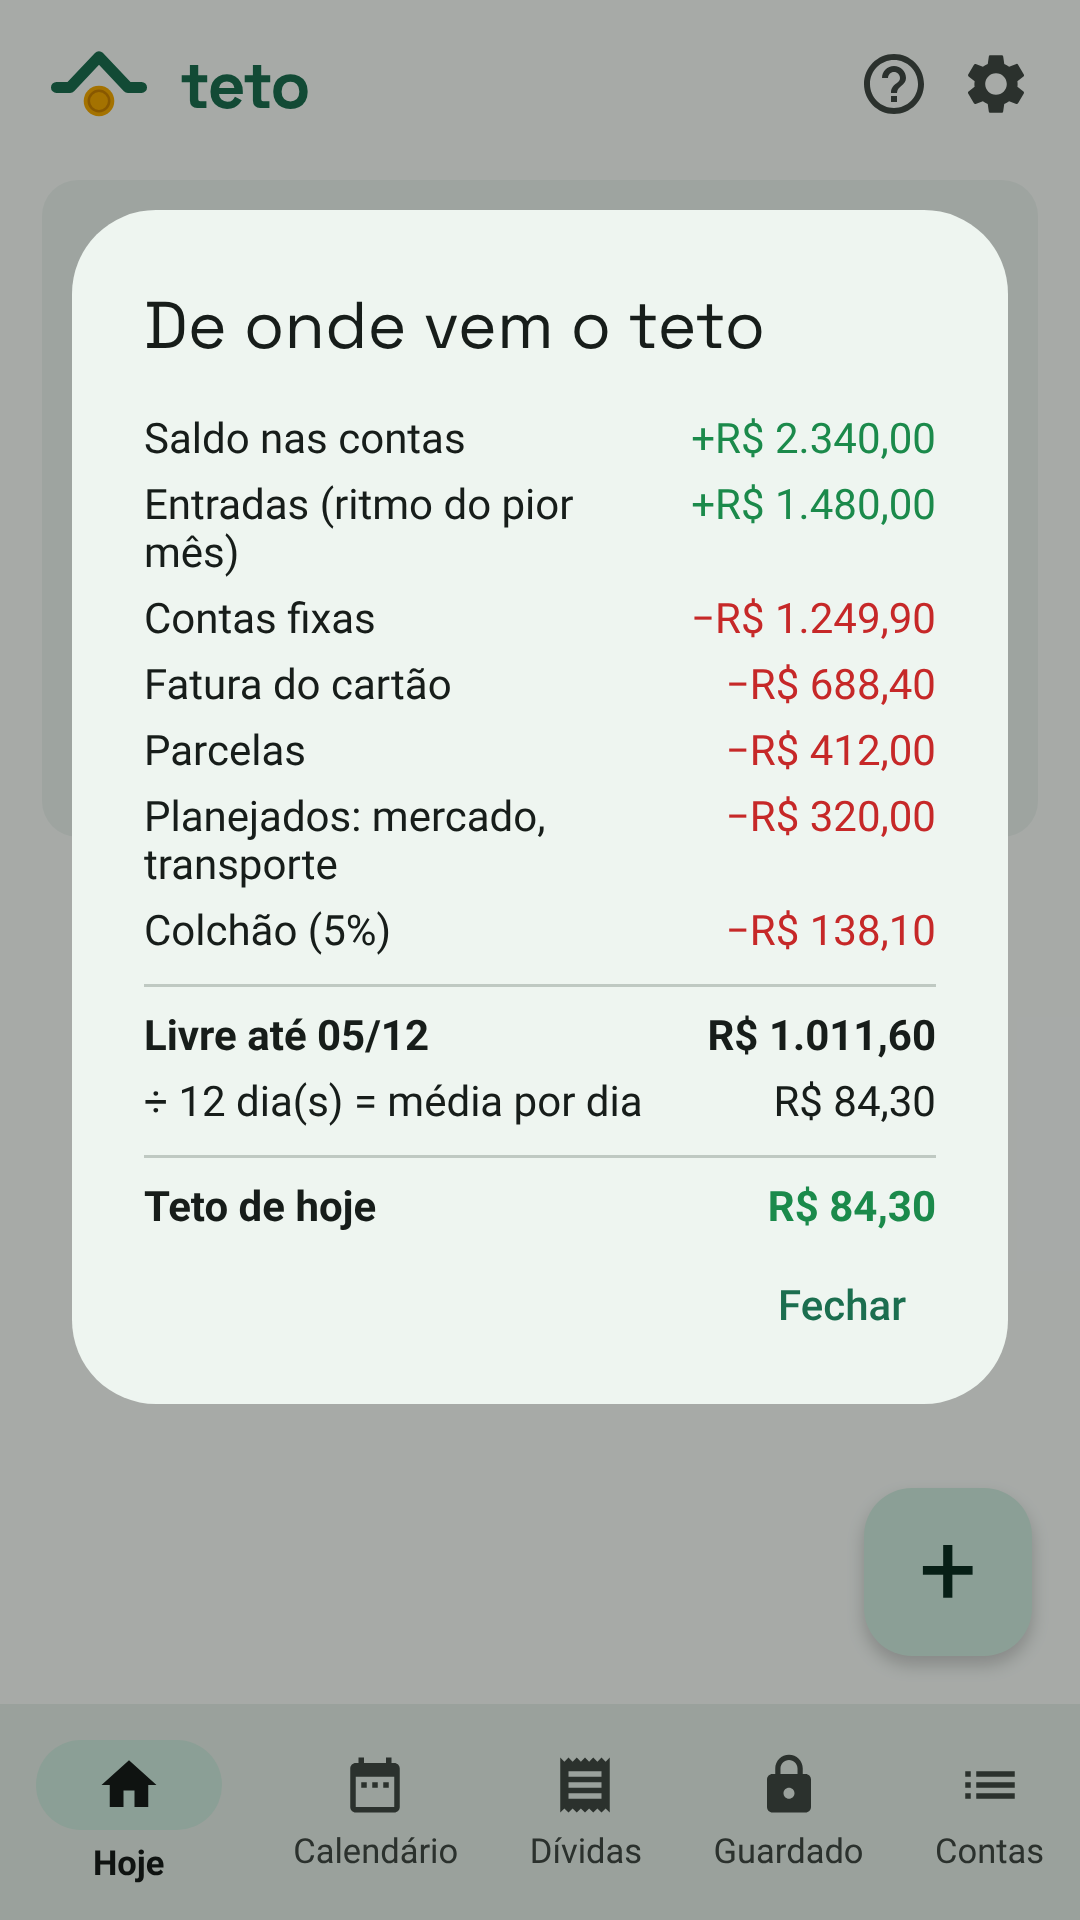 teto
De onde vem o teto
Saldo nas contas +R$ 2.340,00
Entradas (ritmo do pior +R$ 1.480,00
mês)
Contas fixas −R$ 1.249,90
Fatura do cartão −R$ 688,40
Parcelas −R$ 412,00
Planejados: mercado, −R$ 320,00
transporte
Colchão (5%) −R$ 138,10
Livre até 05/12 R$ 1.011,60
÷ 12 dia(s) = média por dia R$ 84,30
Teto de hoje R$ 84,30
Fechar
Hoje Calendário Dívidas Guardado Contas